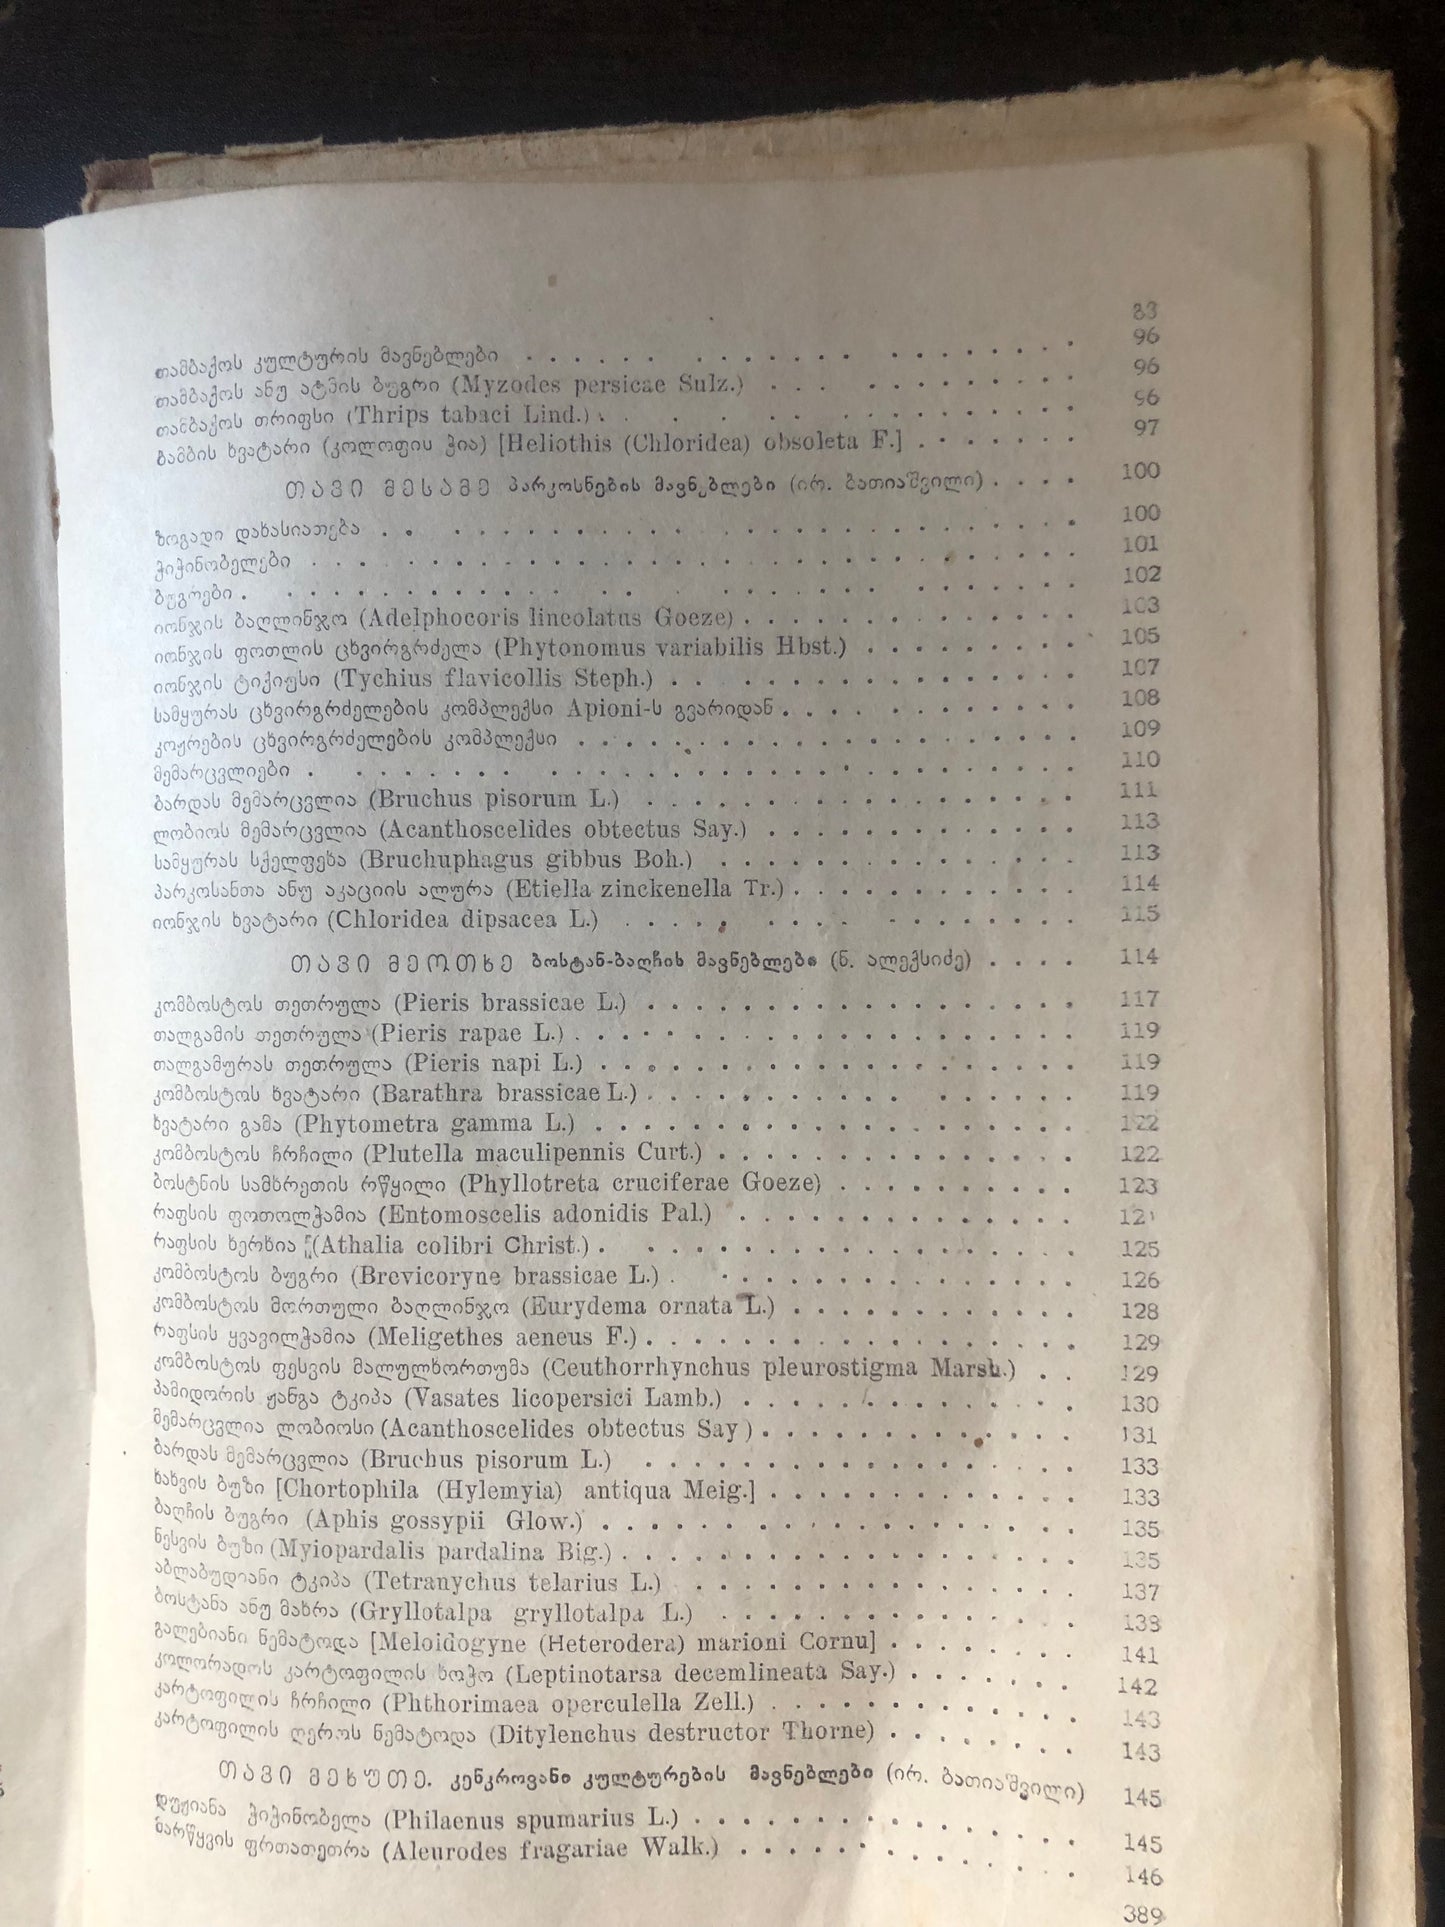 გვ
თამბაქოს კულტურის მავნებლები . . . . . . . . . . . . . . . . 96
თამბაქოს ანუ ატმის ბუგრი (Myzodes persicae Sulz.) . . . . . . . . . . 96
თამბაქოს თრიფსი (Thrips tabaci Lind.) . . . . . . . . . . . . 96
ბამბის ხვატარი (კოლოფის ჭია) [Heliothis (Chloridea) obsoleta F.] . . . . . . 97
თავი მესამე პარკოსნების მავნებლები (ირ. ბათიაშვილი) . . . . 100
ზოგადი დახასიათება . . . . . . . . . . . . . . . . . . 100
ჭიჭინობელები . . . . . . . . . . . . . . . . . . . . 101
ბუგრები . . . . . . . . . . . . . . . . . . . . 102
იონჯის ბაღლინჯო (Adelphocoris lineolatus Goeze) . . . . . . . . . . . 103
იონჯის ფოთლის ცხვირგრძელა (Phytonomus variabilis Hbst.) . . . . . . . 105
იონჯის ტიქიუსი (Tychius flavicollis Steph.) . . . . . . . . . . . . 107
სამყურას ცხვირგრძელების კომპლექსი Apioni-ს გვარიდან . . . . . . . . . . 108
კოჟრების ცხვირგრძელების კომპლექსი . . . . . . . . . . . . . . . . 109
მემარცვლიები . . . . . . . . . . . . . . . . . . . . 110
ბარდას მემარცვლია (Bruchus pisorum L.) . . . . . . . . . . . . . . 111
ლობიოს მემარცვლია (Acanthoscelides obtectus Say.) . . . . . . . . . . 113
სამყურას სქელფეხა (Bruchuphagus gibbus Boh.) . . . . . . . . . . . . 113
პარკოსანთა ანუ აკაციის ალურა (Etiella zinckenella Tr.) . . . . . . . . . . 114
იონჯის ხვატარი (Chloridea dipsacea L.) . . . . . . . . . . . . . . 115
თავი მეოთხე ბოსტან-ბაღჩის მავნებლები (ნ. ალექსიძე) . . . . 114
კომბოსტოს თეთრულა (Pieris brassicae L.) . . . . . . . . . . . . . . 117
თალგამის თეთრულა (Pieris rapae L.) . . . . . . . . . . . . . . . . 119
თალგამურას თეთრულა (Pieris napi L.) . . . . . . . . . . . . . . . . 119
კომბოსტოს ხვატარი (Barathra brassicae L.) . . . . . . . . . . . . . . 119
ხვატარი გამა (Phytometra gamma L.) . . . . . . . . . . . . . . . . 122
კომბოსტოს ჩრჩილი (Plutella maculipennis Curt.) . . . . . . . . . . . . 122
ბოსტნის სამხრეთის რწყილი (Phyllotreta cruciferae Goeze) . . . . . . . . 123
რაფსის ფოთოლჭამია (Entomoscelis adonidis Pal.) . . . . . . . . . . . .
რაფსის ხერხია (Athalia colibri Christ.) . . . . . . . . . . . . . . 125
კომბოსტოს ბუგრი (Brevicoryne brassicae L.) . . . . . . . . . . . . . 126
კომბოსტოს მორთული ბაღლინჯო (Eurydema ornata L.) . . . . . . . . . . 128
რაფსის ყვავილჭამია (Meligethes aeneus F.) . . . . . . . . . . . . . . 129
კომბოსტოს ფესვის მალულხორთუმა (Ceuthorrhynchus pleurostigma Marsh.) . . 129
პამიდორის ჟანგა ტკიპა (Vasates licopersici Lamb.) . . . . . . . . . . . 130
მემარცვლია ლობიოსი (Acanthoscelides obtectus Say ) . . . . . . . . . . . 131
ბარდას მემარცვლია (Bruchus pisorum L.) . . . . . . . . . . . . . . 133
ხახვის ბუზი [Chortophila (Hylemyia) antiqua Meig.] . . . . . . . . . . 133
ბაღჩის ბუგრი (Aphis gossypii Glow.) . . . . . . . . . . . . . . . . 135
ნესვის ბუზი (Myiopardalis pardalina Big.) . . . . . . . . . . . . . . 135
აბლაბუდიანი ტკიპა (Tetranychus telarius L.) . . . . . . . . . . . . . 137
ბოსტანა ანუ მახრა (Gryllotalpa gryllotalpa L.) . . . . . . . . . . . . 138
გალებიანი ნემატოდა [Meloidogyne (Heterodera) marioni Cornu] . . . . . . 141
კოლორადოს კარტოფილის ხოჭო (Leptinotarsa decemlineata Say.) . . . . . . 142
კარტოფილის ჩრჩილი (Phthorimaea operculella Zell.) . . . . . . . . . . 143
კარტოფილის ღეროს ნემატოდა (Ditylenchus destructor Thorne) . . . . . . 143
თავი მეხუთე. კენკროვანი კულტურების მავნებლები (ირ. ბათიაშვილი) 145
დუჟიანა ჭიჭინობელა (Philaenus spumarius L.) . . . . . . . . . . . . 145
მარწყვის ფრთათეთრა (Aleurodes fragariae Walk.) . . . . . . . . . . . 146
389